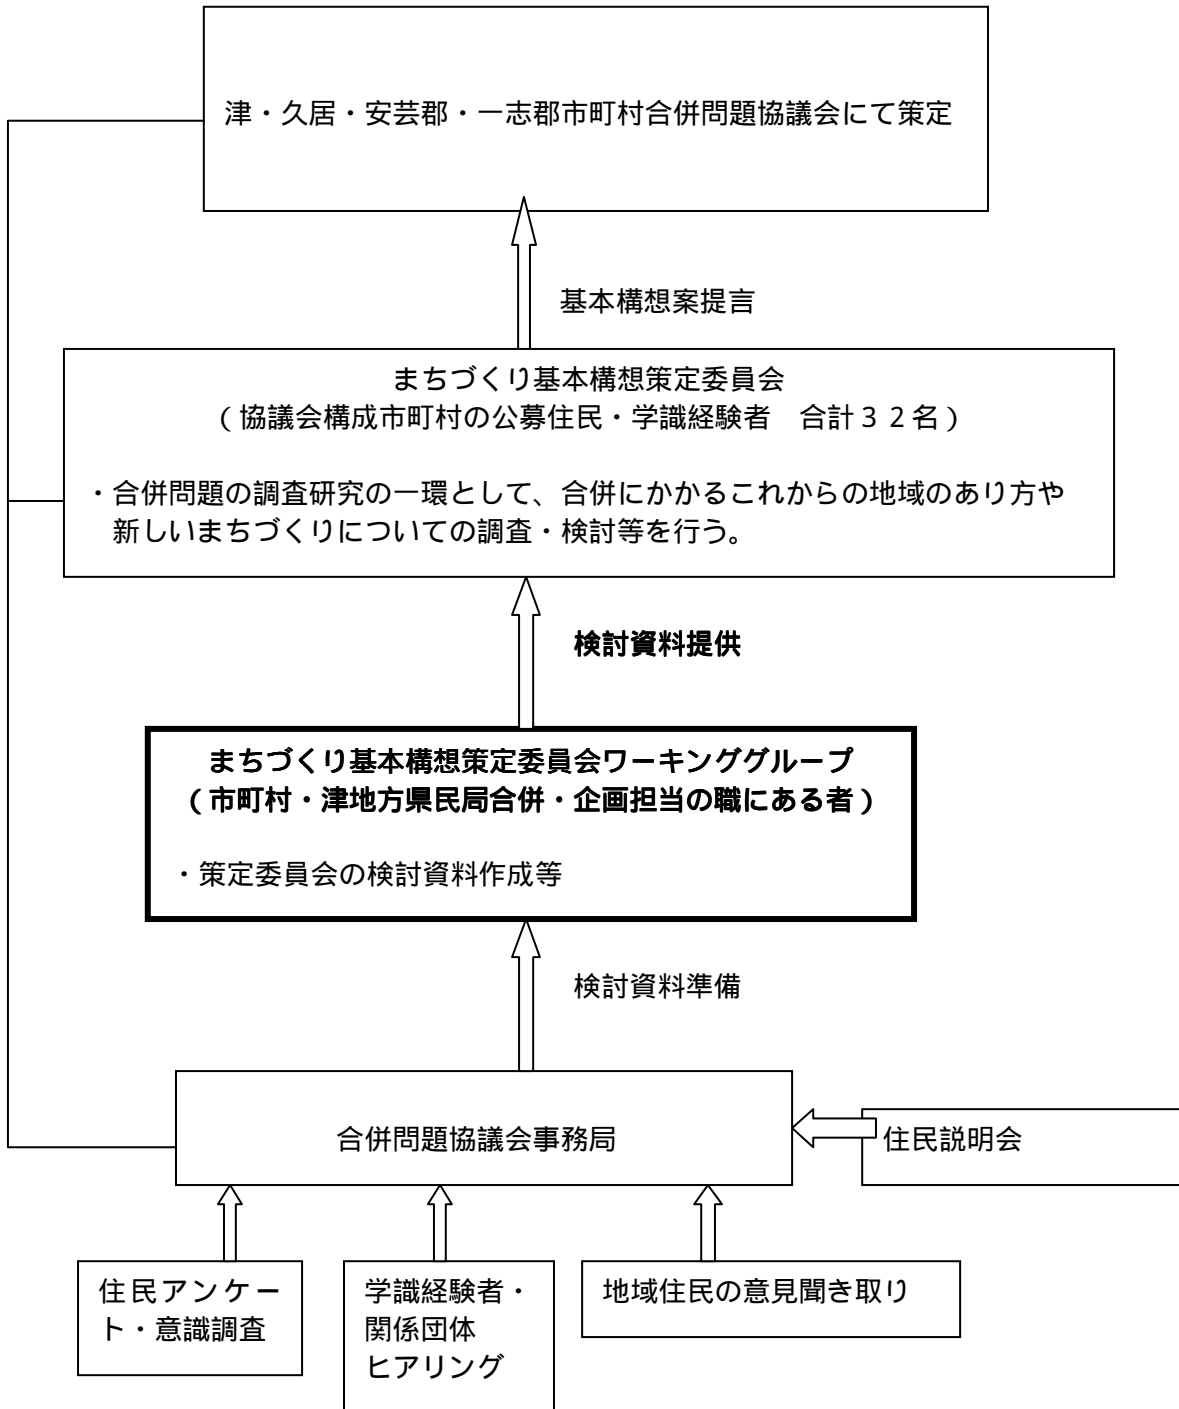 津・久居・安芸郡・一志郡市町村合併問題協議会にて策定
基本構想案提言
まちづくり基本構想策定委員会
（協議会構成市町村の公募住民・学識経験者　合計３２名）
・合併問題の調査研究の一環として、合併にかかるこれからの地域のあり方や
新しいまちづくりについての調査・検討等を行う。
検討資料提供
まちづくり基本構想策定委員会ワーキンググループ
（市町村・津地方県民局合併・企画担当の職にある者）
・策定委員会の検討資料作成等
検討資料準備
合併問題協議会事務局
住民説明会
住民アンケー
ト・意識調査
学識経験者・
関係団体
ヒアリング
地域住民の意見聞き取り